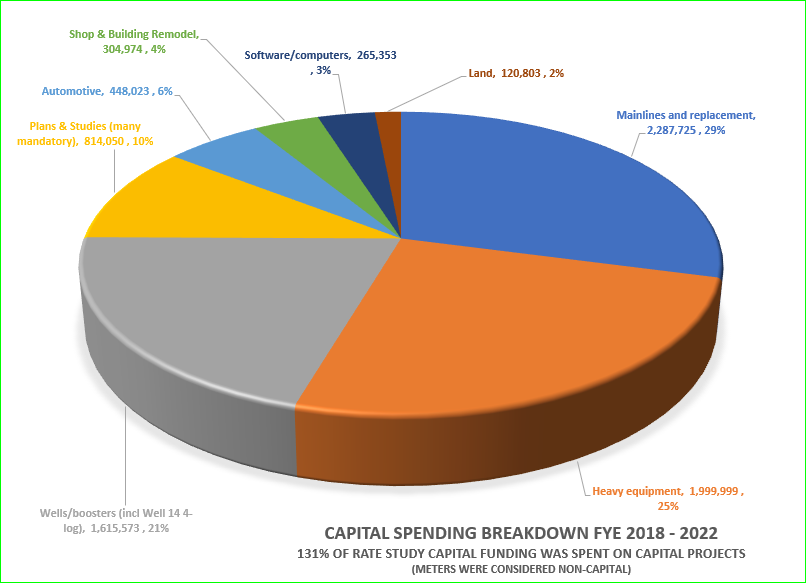 Shop & Building Remodel,
304,974 , 4%
Software/computers, 265,353
, 3%
Land, 120,803 , 2%
Automotive, 448,023 , 6%
Mainlines and replacement,
2,287,725 , 29%
Plans & Studies (many
mandatory), 814,050 , 10%
Heavy equipment, 1,999,999 ,
25%
Wells/boosters (incl Well 14 4-
log), 1,615,573 , 21%
CAPITAL SPENDING BREAKDOWN FYE 2018 - 2022
131% OF RATE STUDY CAPITAL FUNDING WAS SPENT ON CAPITAL PROJECTS
(METERS WERE CONSIDERED NON-CAPITAL)